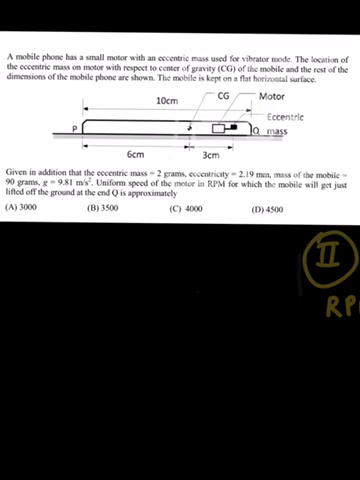 A mobile phone has a small motor with an eccentric mass used for vibrator mode. The location of
the eccentric mass on motor with respect to center of gravity (CG) of the mobile and the rest of the
dimensions of the mobile phone are shown. The mobile is kept on a flat horizontal surface.
10cm
CG
Motor
Eccentric
mass
P
Q
6cm
3cm
Given in addition that the eccentric mass = 2 grams, eccentricity = 2.19 mm, mass of the mobile =
90 grams, g = 9.81 m/s². Uniform speed of the motor in RPM for which the mobile will get just
lifted off the ground at the end Q is approximately
(A) 3000 (B) 3500 (C) 4000 (D) 4500
II
RP